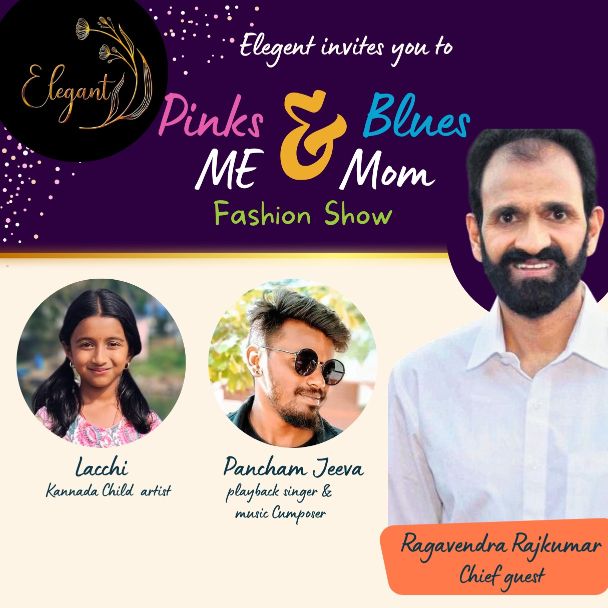 Elegant
Elegent invites you to
Pinks & Blues
ME Mom
Fashion Show
Lacchi
Kannada Child artist
Pancham Jeeva
playback singer &
music Cumposer
Ragavendra Rajkumar
Chief guest